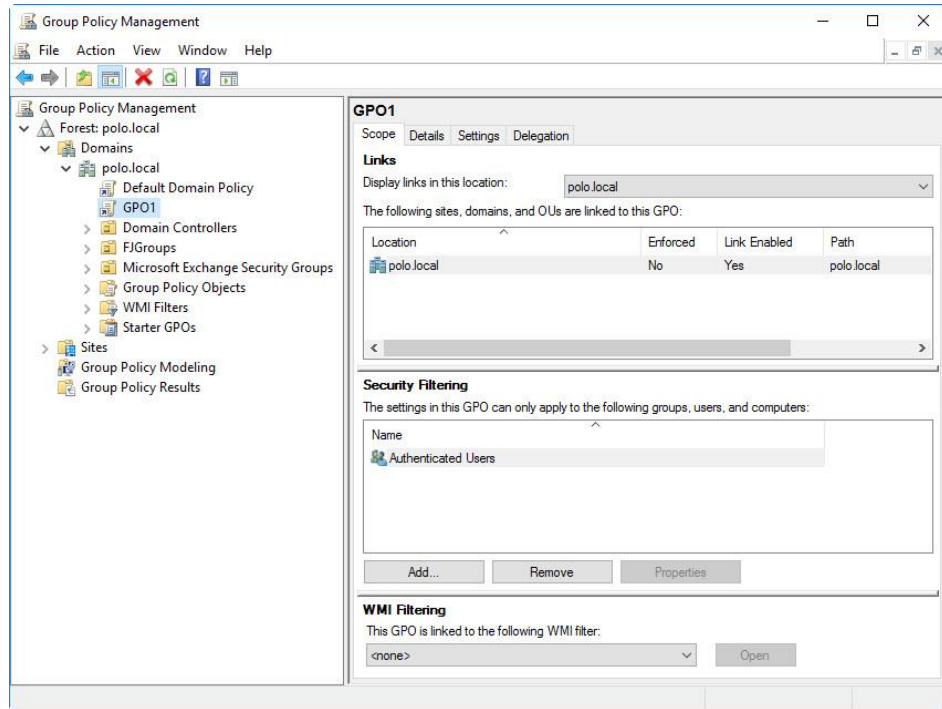 Group Policy Management
File Action View Window Help
Group Policy Management
Forest: polo.local
Domains
polo.local
Default Domain Policy
GPO1
Domain Controllers
FJGroups
Microsoft Exchange Security Groups
Group Policy Objects
WMI Filters
Starter GPOs
Sites
Group Policy Modeling
Group Policy Results
GPO1
Scope Details Settings Delegation
Links
Display links in this location: polo.local
The following sites, domains, and OUs are linked to this GPO:
Location Enforced Link Enabled Path
polo.local No Yes polo.local
Security Filtering
The settings in this GPO can only apply to the following groups, users, and computers:
Name
Authenticated Users
Add... Remove Properties
WMI Filtering
This GPO is linked to the following WMI filter:
<none> Open